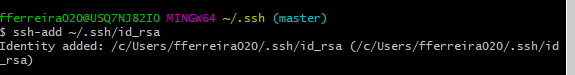 fferreira020@USQ7NJ82I0 MINGW64 ~/.ssh (master)
$ ssh-add ~/.ssh/id_rsa
Identity added: /c/Users/fferreira020/.ssh/id_rsa (/c/Users/fferreira020/.ssh/id
_rsa)